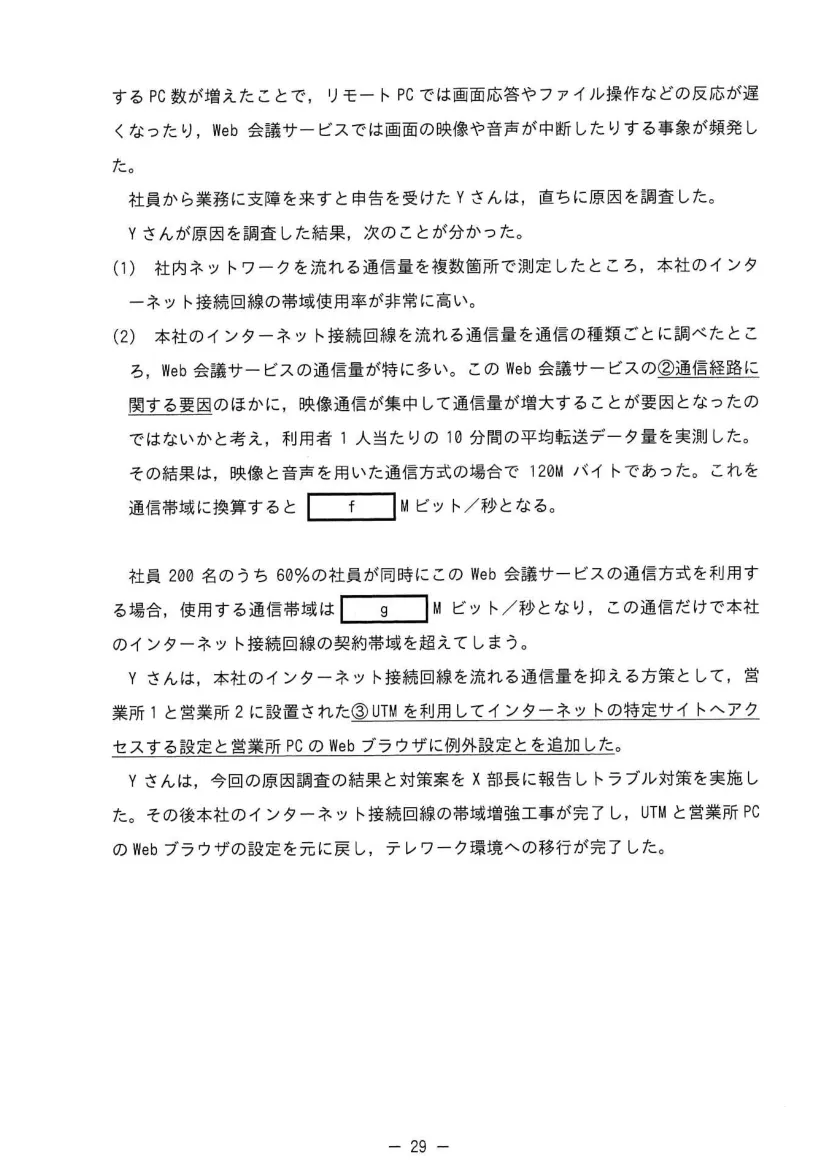 するPC数が増えたことで，リモートPCでは画面応答やファイル操作などの反応が遅
くなったり，Web 会議サービスでは画面の映像や音声が中断したりする事象が頻発し
た。
社員から業務に支障を来すと申告を受けたYさんは，直ちに原因を調査した。
Yさんが原因を調査した結果，次のことが分かった。
(1) 社内ネットワークを流れる通信量を複数箇所で測定したところ，本社のインタ
ーネット接続回線の帯域使用率が非常に高い。
(2) 本社のインターネット接続回線を流れる通信量を通信の種類ごとに調べたとこ
ろ，Web 会議サービスの通信量が特に多い。この Web 会議サービスの②通信経路に
関する要因のほかに，映像通信が集中して通信量が増大することが要因となったの
ではないかと考え，利用者 1 人当たりの 10 分間の平均転送データ量を実測した。
その結果は，映像と音声を用いた通信方式の場合で 120M バイトであった。これを
通信帯域に換算すると f Mビット／秒となる。
社員 200 名のうち 60％の社員が同時にこの Web 会議サービスの通信方式を利用す
る場合，使用する通信帯域は g M ビット／秒となり，この通信だけで本社
のインターネット接続回線の契約帯域を超えてしまう。
Y さんは，本社のインターネット接続回線を流れる通信量を抑える方策として，営
業所1と営業所2に設置された③UTMを利用してインターネットの特定サイトへアク
セスする設定と営業所PCのWebブラウザに例外設定とを追加した。
Y さんは，今回の原因調査の結果と対策案を X 部長に報告しトラブル対策を実施し
た。その後本社のインターネット接続回線の帯域増強工事が完了し，UTMと営業所PC
のWebブラウザの設定を元に戻し，テレワーク環境への移行が完了した。
－ 29 －